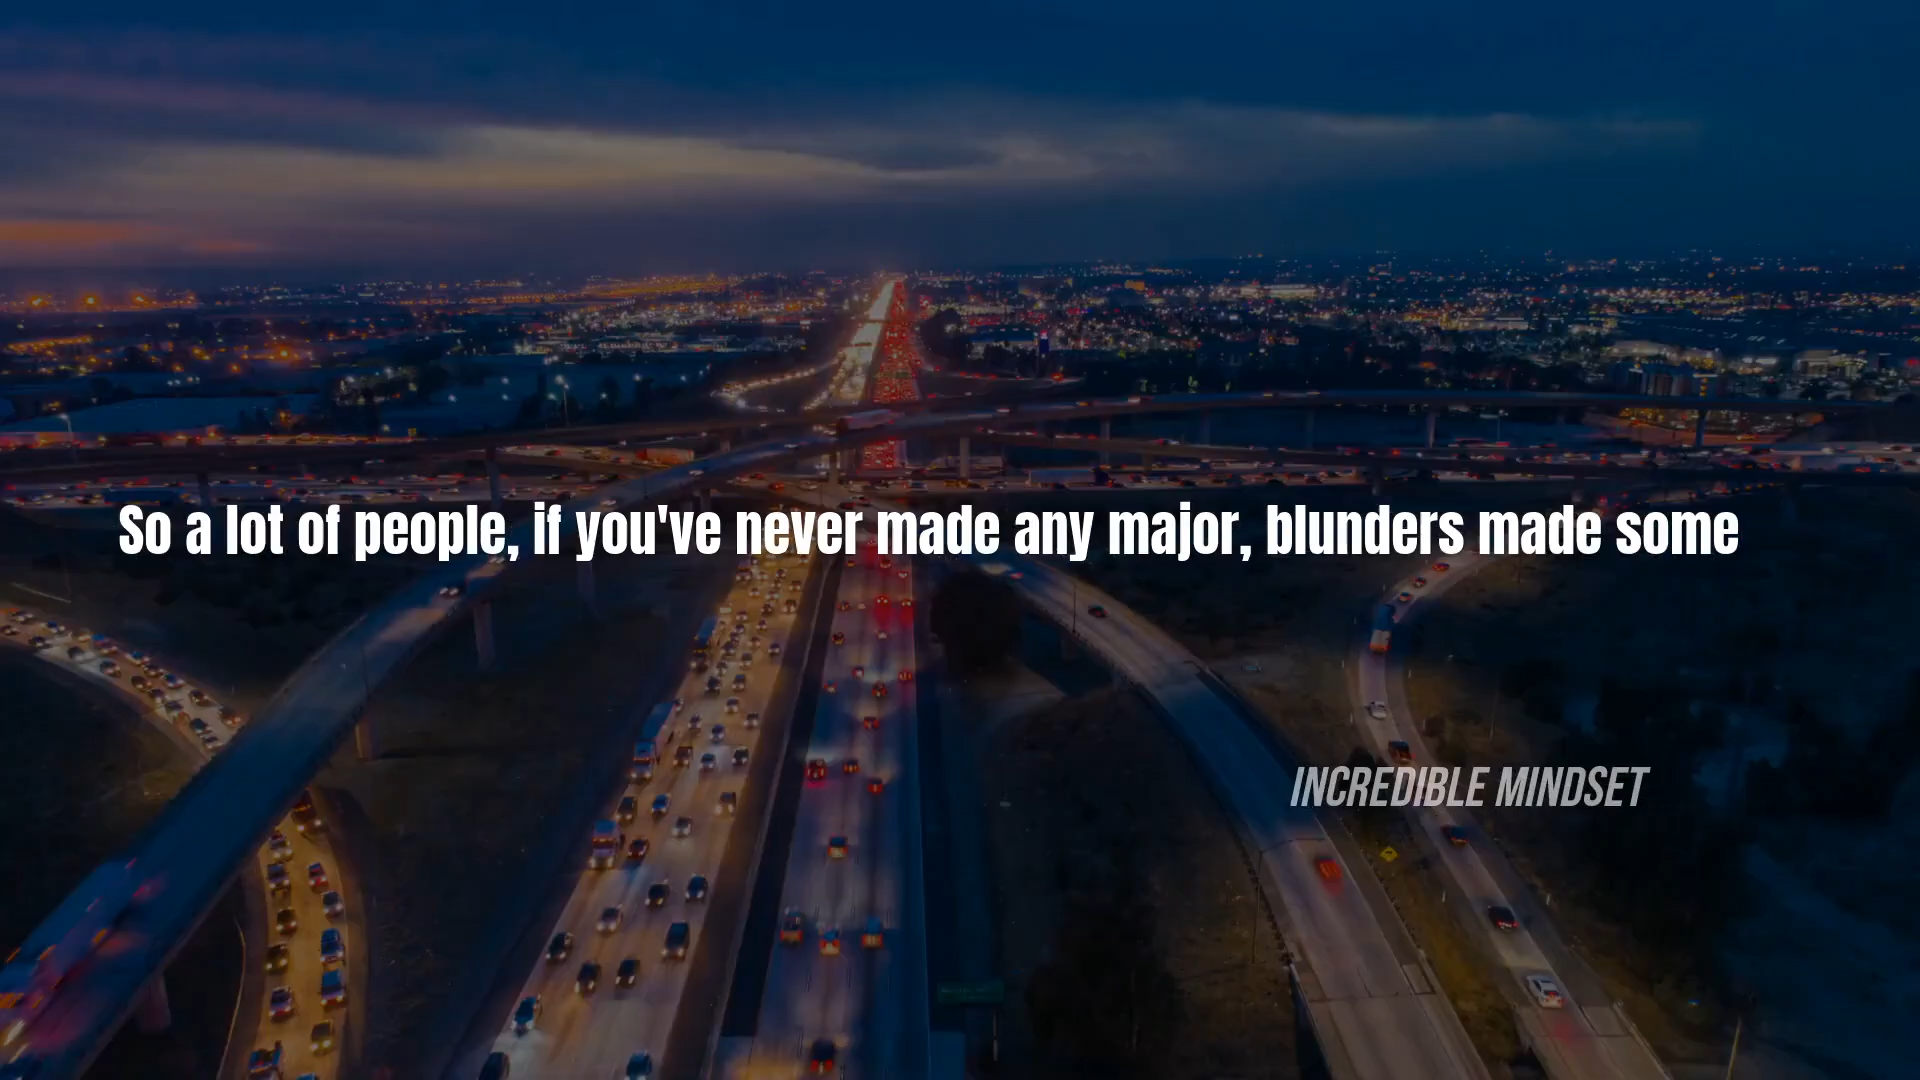 So a lot of people, if you've never made any major, blunders made some
INCREDIBLE MINDSET